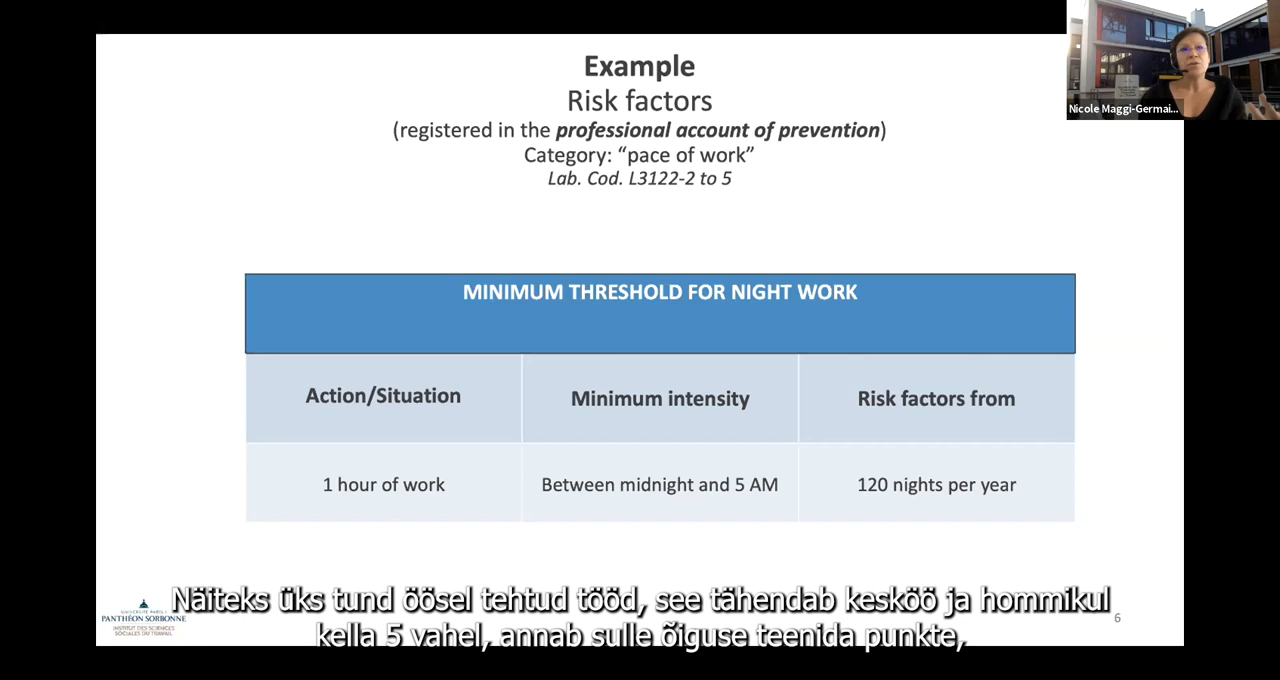 Example
Risk factors
(registered in the professional account of prevention)
Category: “pace of work”
Lab. Cod. L3122-2 to 5
Nicole Maggi-Germai...
MINIMUM THRESHOLD FOR NIGHT WORK
Action/Situation
Minimum intensity
Risk factors from
1 hour of work
Between midnight and 5 AM
120 nights per year
UNIVERSITÉ PARIS 1
PANTHÉON SORBONNE
INSTITUT DES SCIENCES
SOCIALES DU TRAVAIL
6
Näiteks üks tund öösel tehtud tööd, see tähendab kesköö ja hommikul
kella 5 vahel, annab sulle õiguse teenida punkte,